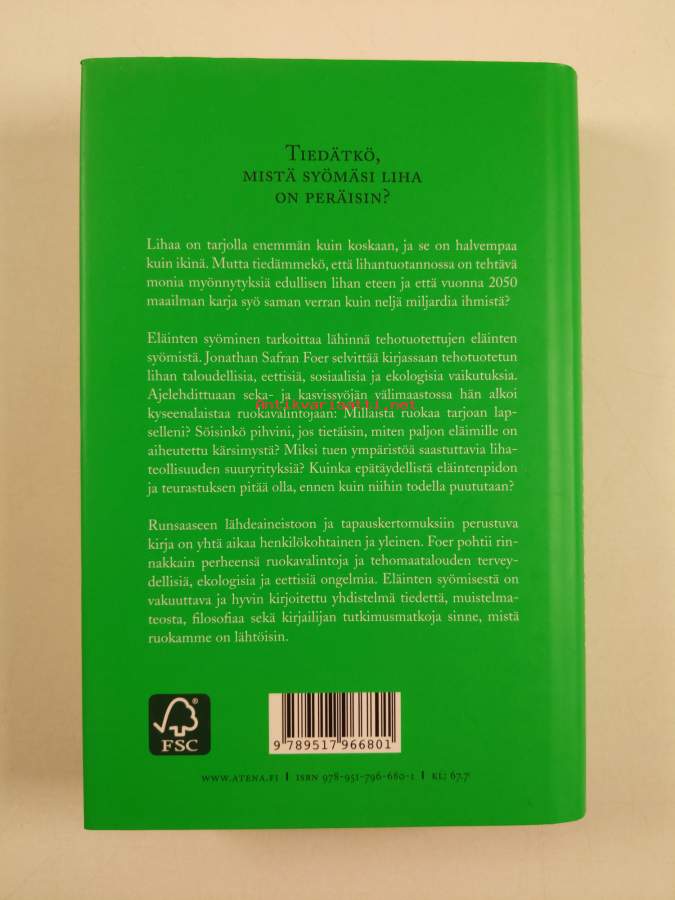 Tiedätkö,
mistä syömäsi liha
on peräisin?
Lihaa on tarjolla enemmän kuin koskaan, ja se on halvempaa
kuin ikinä. Mutta tiedämmekö, että lihantuotannossa on tehtävä
monia myönnytyksiä edullisen lihan eteen ja että vuonna 2050
maailman karja syö saman verran kuin neljä miljardia ihmistä?
Eläinten syöminen tarkoittaa lähinnä tehotuotettujen eläinten
syömistä. Jonathan Safran Foer selvittää kirjassaan tehotuotetun
lihan taloudellisia, eettisiä, sosiaalisia ja ekologisia vaikutuksia.
Ajelehdittuaan seka- ja kasvissyöjän välimaastossa hän alkoi
kyseenalaistaa ruokavalintojaan: Millaista ruokaa tarjoan lap-
Antikvariaatti.net
selleni? Söisinkö pihvini, jos tietäisin, miten paljon eläimille on
aiheutettu kärsimystä? Miksi tuen ympäristöä saastuttavia liha-
teollisuuden suuryrityksiä? Kuinka epätäydellistä eläintenpidon
ja teurastuksen pitää olla, ennen kuin niihin todella puututaan?
Runsaaseen lähdeaineistoon ja tapauskertomuksiin perustuva
kirja on yhtä aikaa henkilökohtainen ja yleinen. Foer pohtii rin-
nakkain perheensä ruokavalintoja ja tehomaatalouden tervey-
dellisiä, ekologisia ja eettisiä ongelmia. Eläinten syömisestä on
vakuuttava ja hyvin kirjoitettu yhdistelmä tiedettä, muistelma-
teosta, filosofiaa sekä kirjailijan tutkimusmatkoja sinne, mistä
ruokamme on lähtöisin.
FSC
9 789517 966801
www.atena.fi | ISBN 978-951-796-680-1 | KL: 67.7